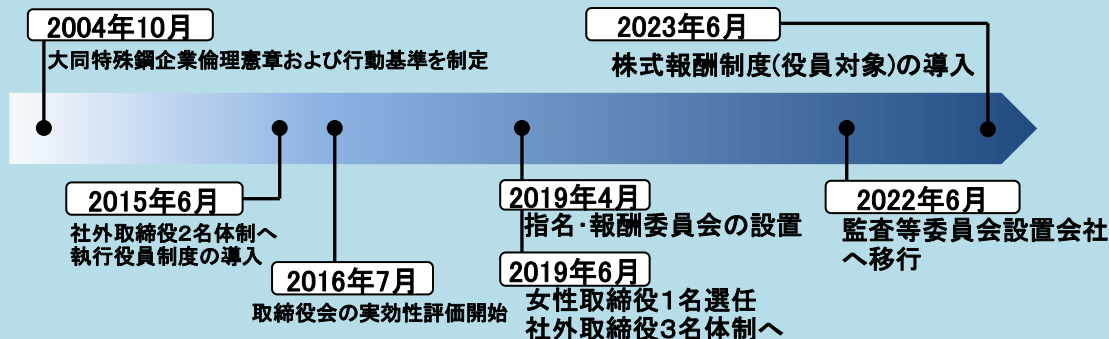 2004年10月
大同特殊鋼企業倫理憲章および行動基準を制定
2023年6月
株式報酬制度(役員対象)の導入
2015年6月
社外取締役2名体制へ
執行役員制度の導入
2016年7月
取締役会の実効性評価開始
2019年4月
指名・報酬委員会の設置
2019年6月
女性取締役1名選任
社外取締役3名体制へ
2022年6月
監査等委員会設置会社
へ移行